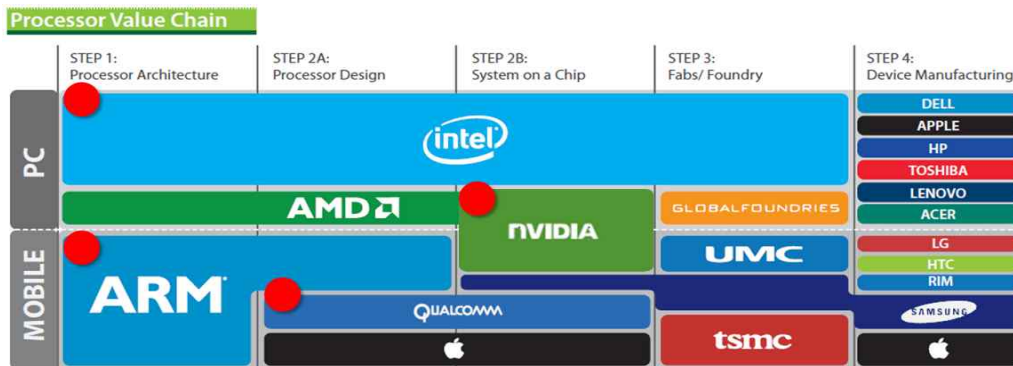 Processor Value Chain
STEP 1:
Processor Architecture
STEP 2A:
Processor Design
STEP 2B:
System on a Chip
STEP 3:
Fabs/ Foundry
STEP 4:
Device Manufacturing
PC
intel
AMD
NVIDIA
GLOBALFOUNDRIES
DELL
APPLE
HP
TOSHIBA
LENOVO
ACER
MOBILE
ARM
QUALCOMM
UMC
tsmc
LG
HTC
RIM
SAMSUNG